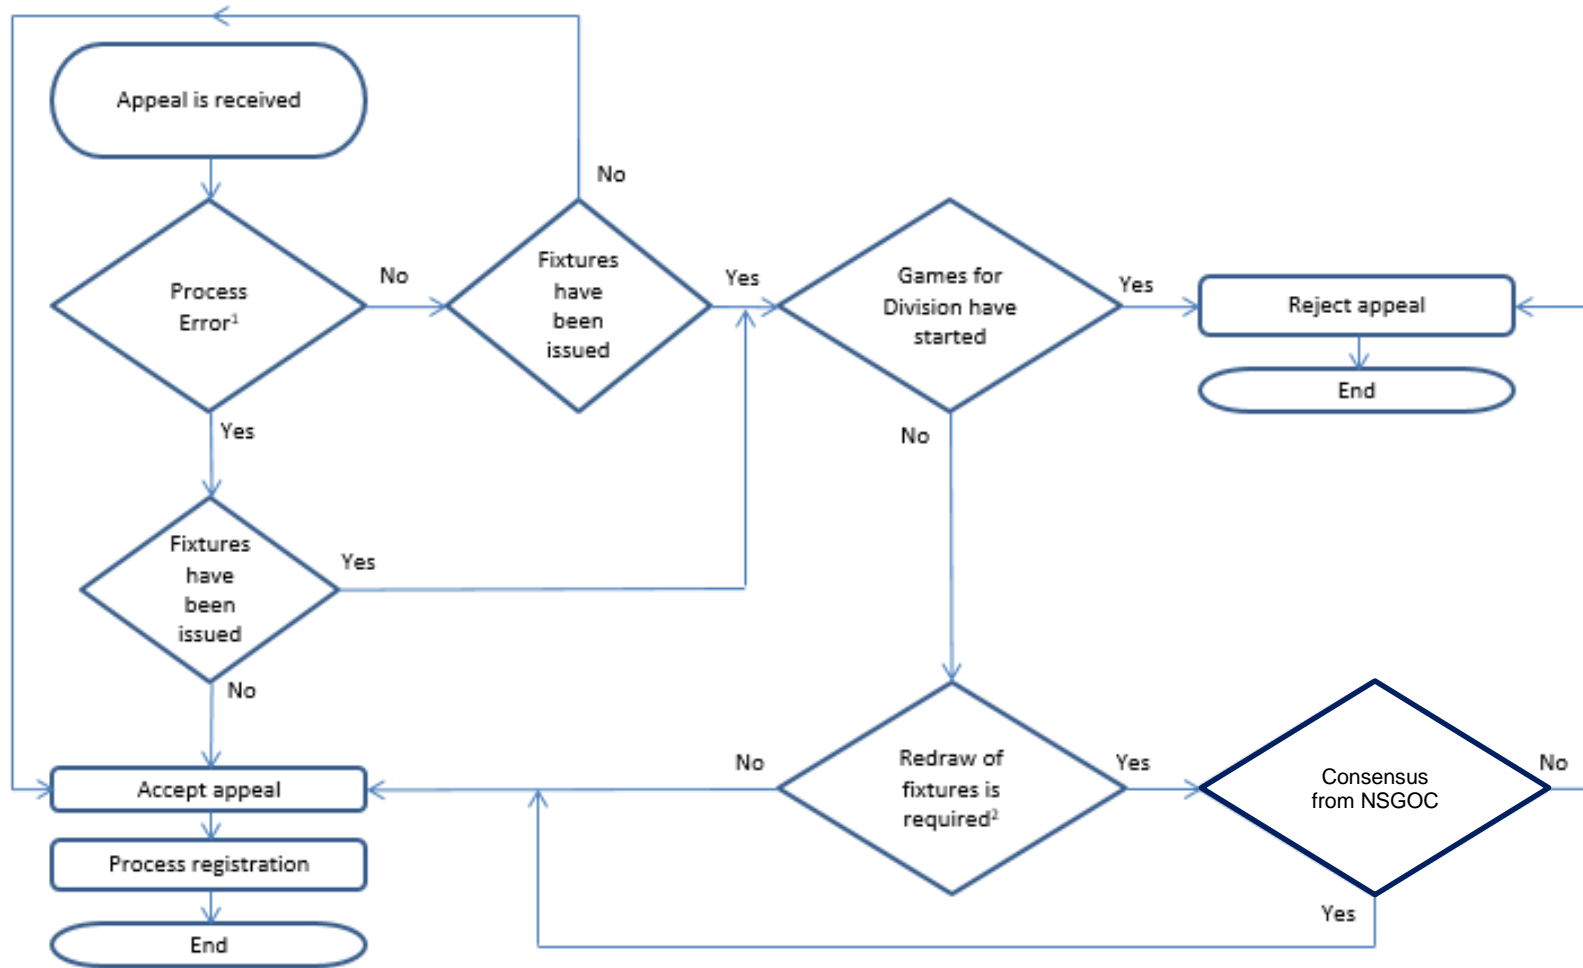 Appeal is received
No
Process
Error¹
No
Fixtures
have
been
issued
Yes
Games for
Division have
started
Yes
Reject appeal
End
Yes
No
Fixtures
have
been
issued
Yes
No
Accept appeal
Process registration
End
No
Redraw of
fixtures is
required²
Yes
Consensus
from NSGOC
No
Yes